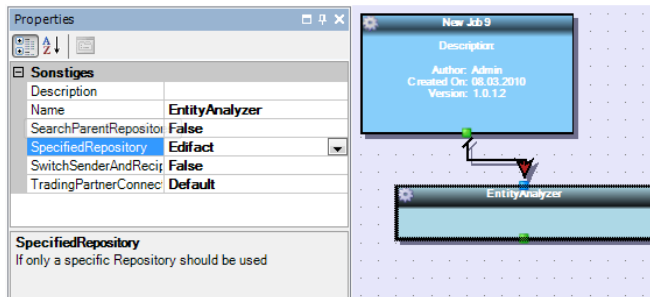 Properties
Sonstiges
Description
Name EntityAnalyzer
SearchParentRepositor False
SpecifiedRepository Edifact
SwitchSenderAndRecip False
TradingPartnerConnec Default
SpecifiedRepository
If only a specific Repository should be used
New Job 9
Description:
Author: Admin
Created On: 08.03.2010
Version: 1.0.1.2
EntityAnalyzer